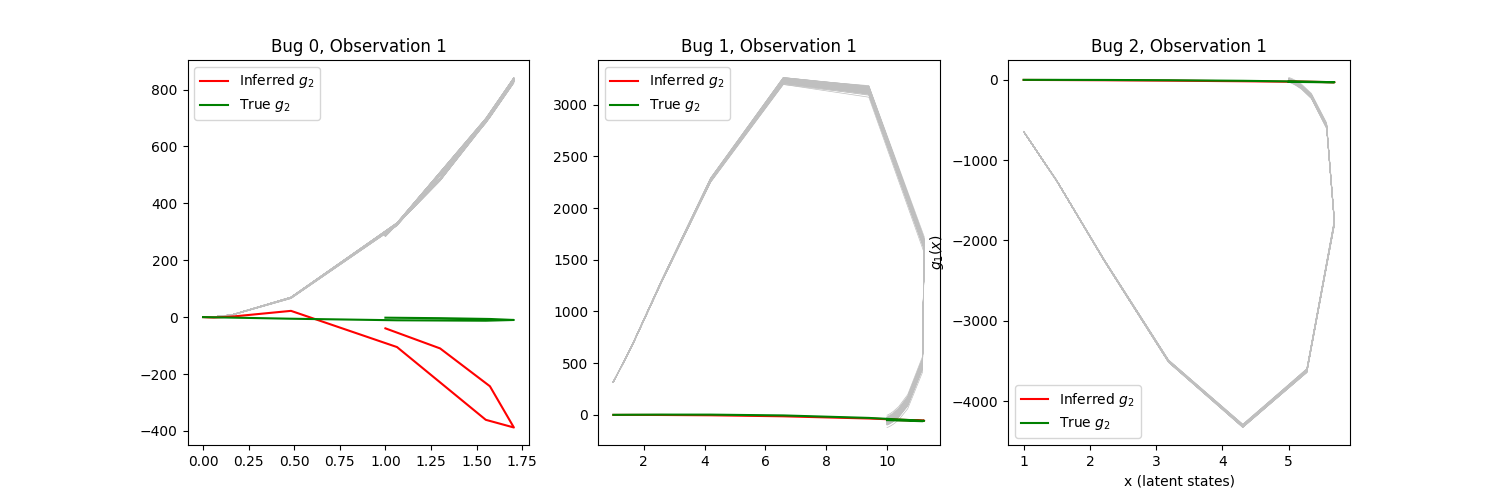 Bug 0, Observation 1
Inferred g₂
True g₂
800
600
400
200
0
−200
−400
0.00 0.25 0.50 0.75 1.00 1.25 1.50 1.75
Bug 1, Observation 1
Inferred g₂
True g₂
3000
2500
2000
1500
1000
500
0
2 4 6 8 10
Bug 2, Observation 1
g₁(x)
0
−1000
−2000
−3000
−4000
Inferred g₂
True g₂
1 2 3 4 5
x (latent states)